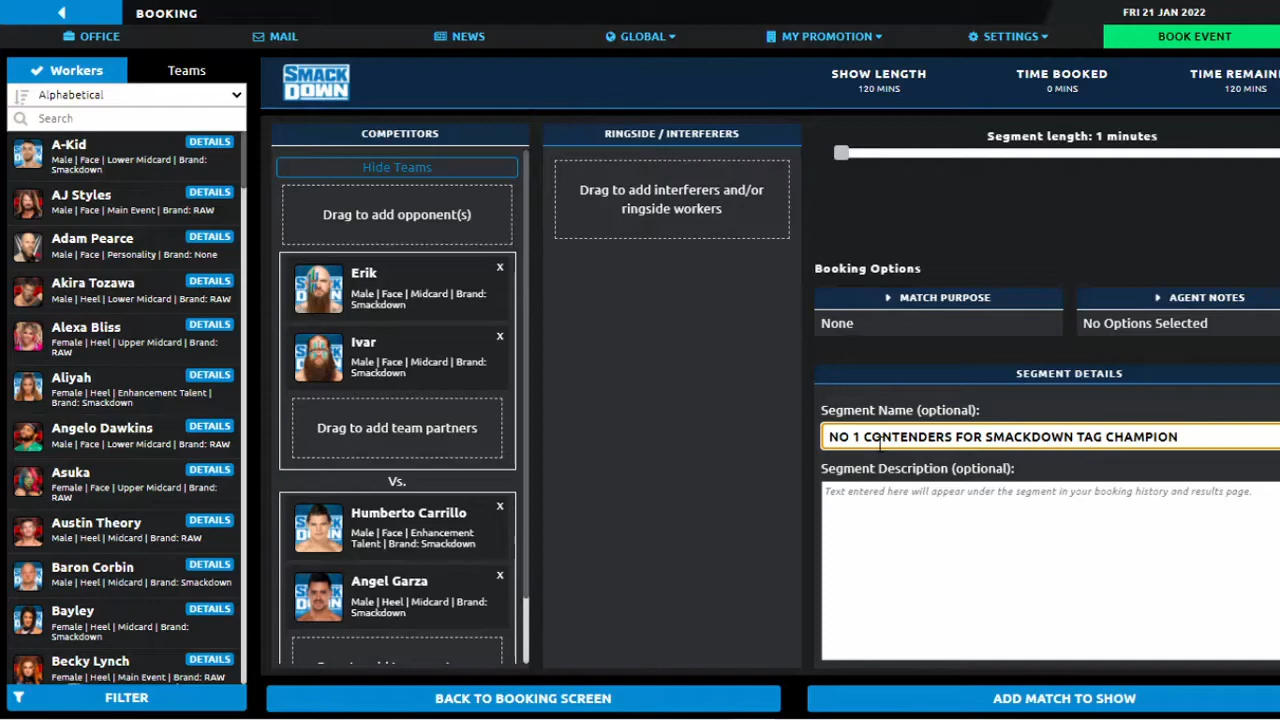 BOOKING
FRI 21 JAN 2022
OFFICE
MAIL
NEWS
GLOBAL
MY PROMOTION
SETTINGS
BOOK EVENT
Workers
Teams
Alphabetical
Search
A-Kid
DETAILS
Male | Face | Lower Midcard | Brand:
Smackdown
AJ Styles
DETAILS
Male | Face | Main Event | Brand: RAW
Adam Pearce
DETAILS
Male | Face | Personality | Brand: None
Akira Tozawa
DETAILS
Male | Heel | Lower Midcard | Brand: RAW
Alexa Bliss
DETAILS
Female | Heel | Upper Midcard | Brand:
RAW
Aliyah
DETAILS
Female | Heel | Enhancement Talent |
Brand: Smackdown
Angelo Dawkins
DETAILS
Male | Face | Lower Midcard | Brand: RAW
Asuka
DETAILS
Female | Face | Upper Midcard | Brand:
RAW
Austin Theory
DETAILS
Male | Heel | Midcard | Brand: RAW
Baron Corbin
DETAILS
Male | Heel | Midcard | Brand: Smackdown
Bayley
DETAILS
Female | Heel | Midcard | Brand:
Smackdown
Becky Lynch
DETAILS
Female | Heel | Main Event | Brand: RAW
FILTER
SMACK
DOWN
SHOW LENGTH
120 MINS
TIME BOOKED
0 MINS
TIME REMAIN
120 MINS
COMPETITORS
Hide Teams
Drag to add opponent(s)
Erik
X
Male | Face | Midcard | Brand:
Smackdown
Ivar
X
Male | Face | Midcard | Brand:
Smackdown
Drag to add team partners
Vs.
Humberto Carrillo
X
Male | Face | Enhancement
Talent | Brand: Smackdown
Angel Garza
X
Male | Heel | Midcard | Brand:
Smackdown
RINGSIDE / INTERFERERS
Drag to add interferers and/or
ringside workers
Segment length: 1 minutes
Booking Options
MATCH PURPOSE
None
AGENT NOTES
No Options Selected
SEGMENT DETAILS
Segment Name (optional):
NO 1 CONTENDERS FOR SMACKDOWN TAG CHAMPION
Segment Description (optional):
Text entered here will appear under the segment in your booking history and results page.
BACK TO BOOKING SCREEN
ADD MATCH TO SHOW